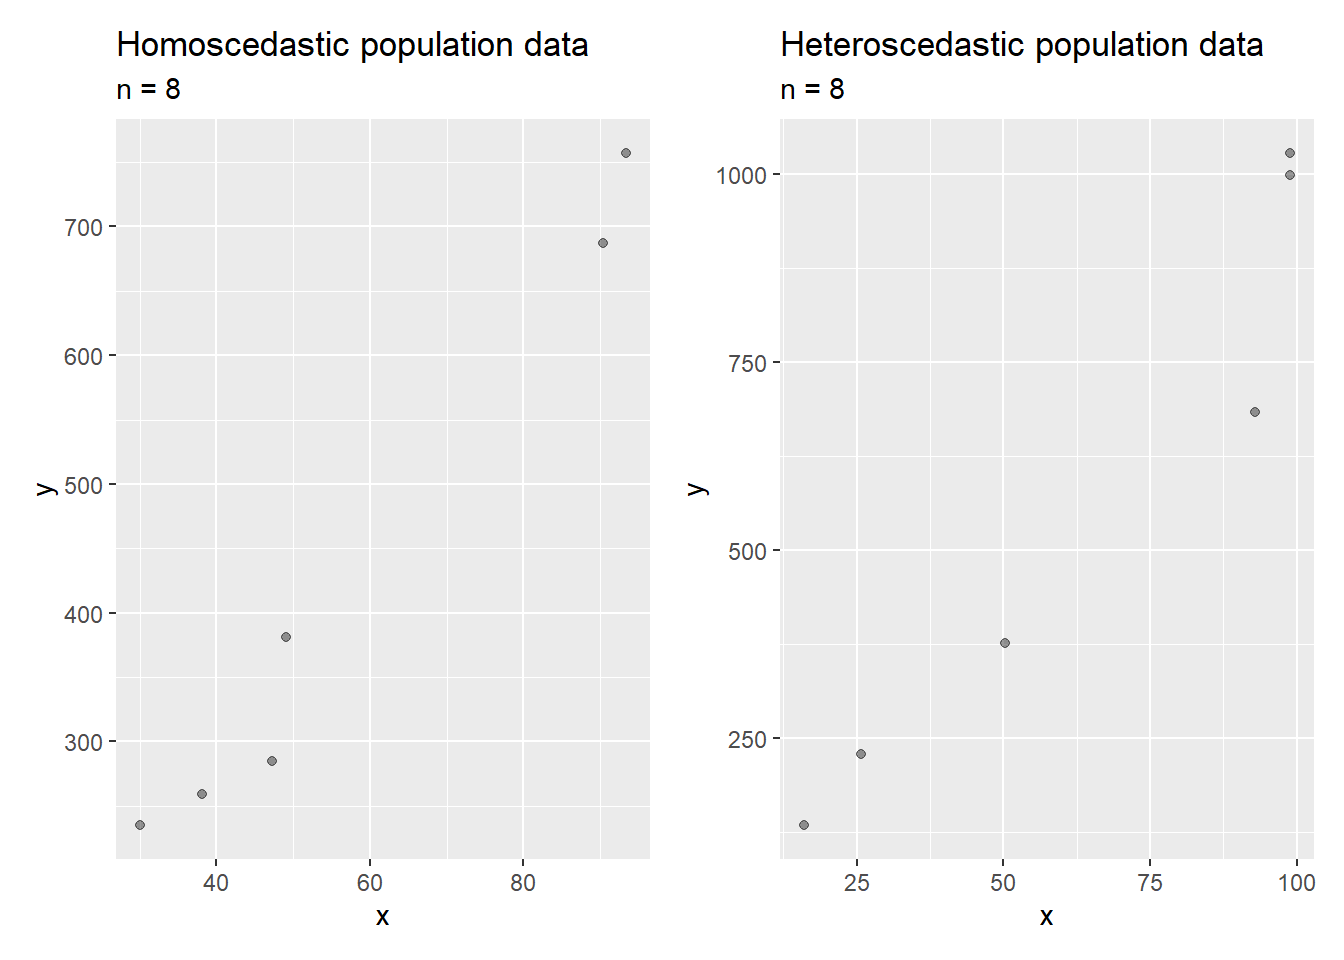 Homoscedastic population data
n = 8
700
600
500
400
300
y
40
60
80
x
Heteroscedastic population data
n = 8
1000
750
500
250
y
25
50
75
100
x